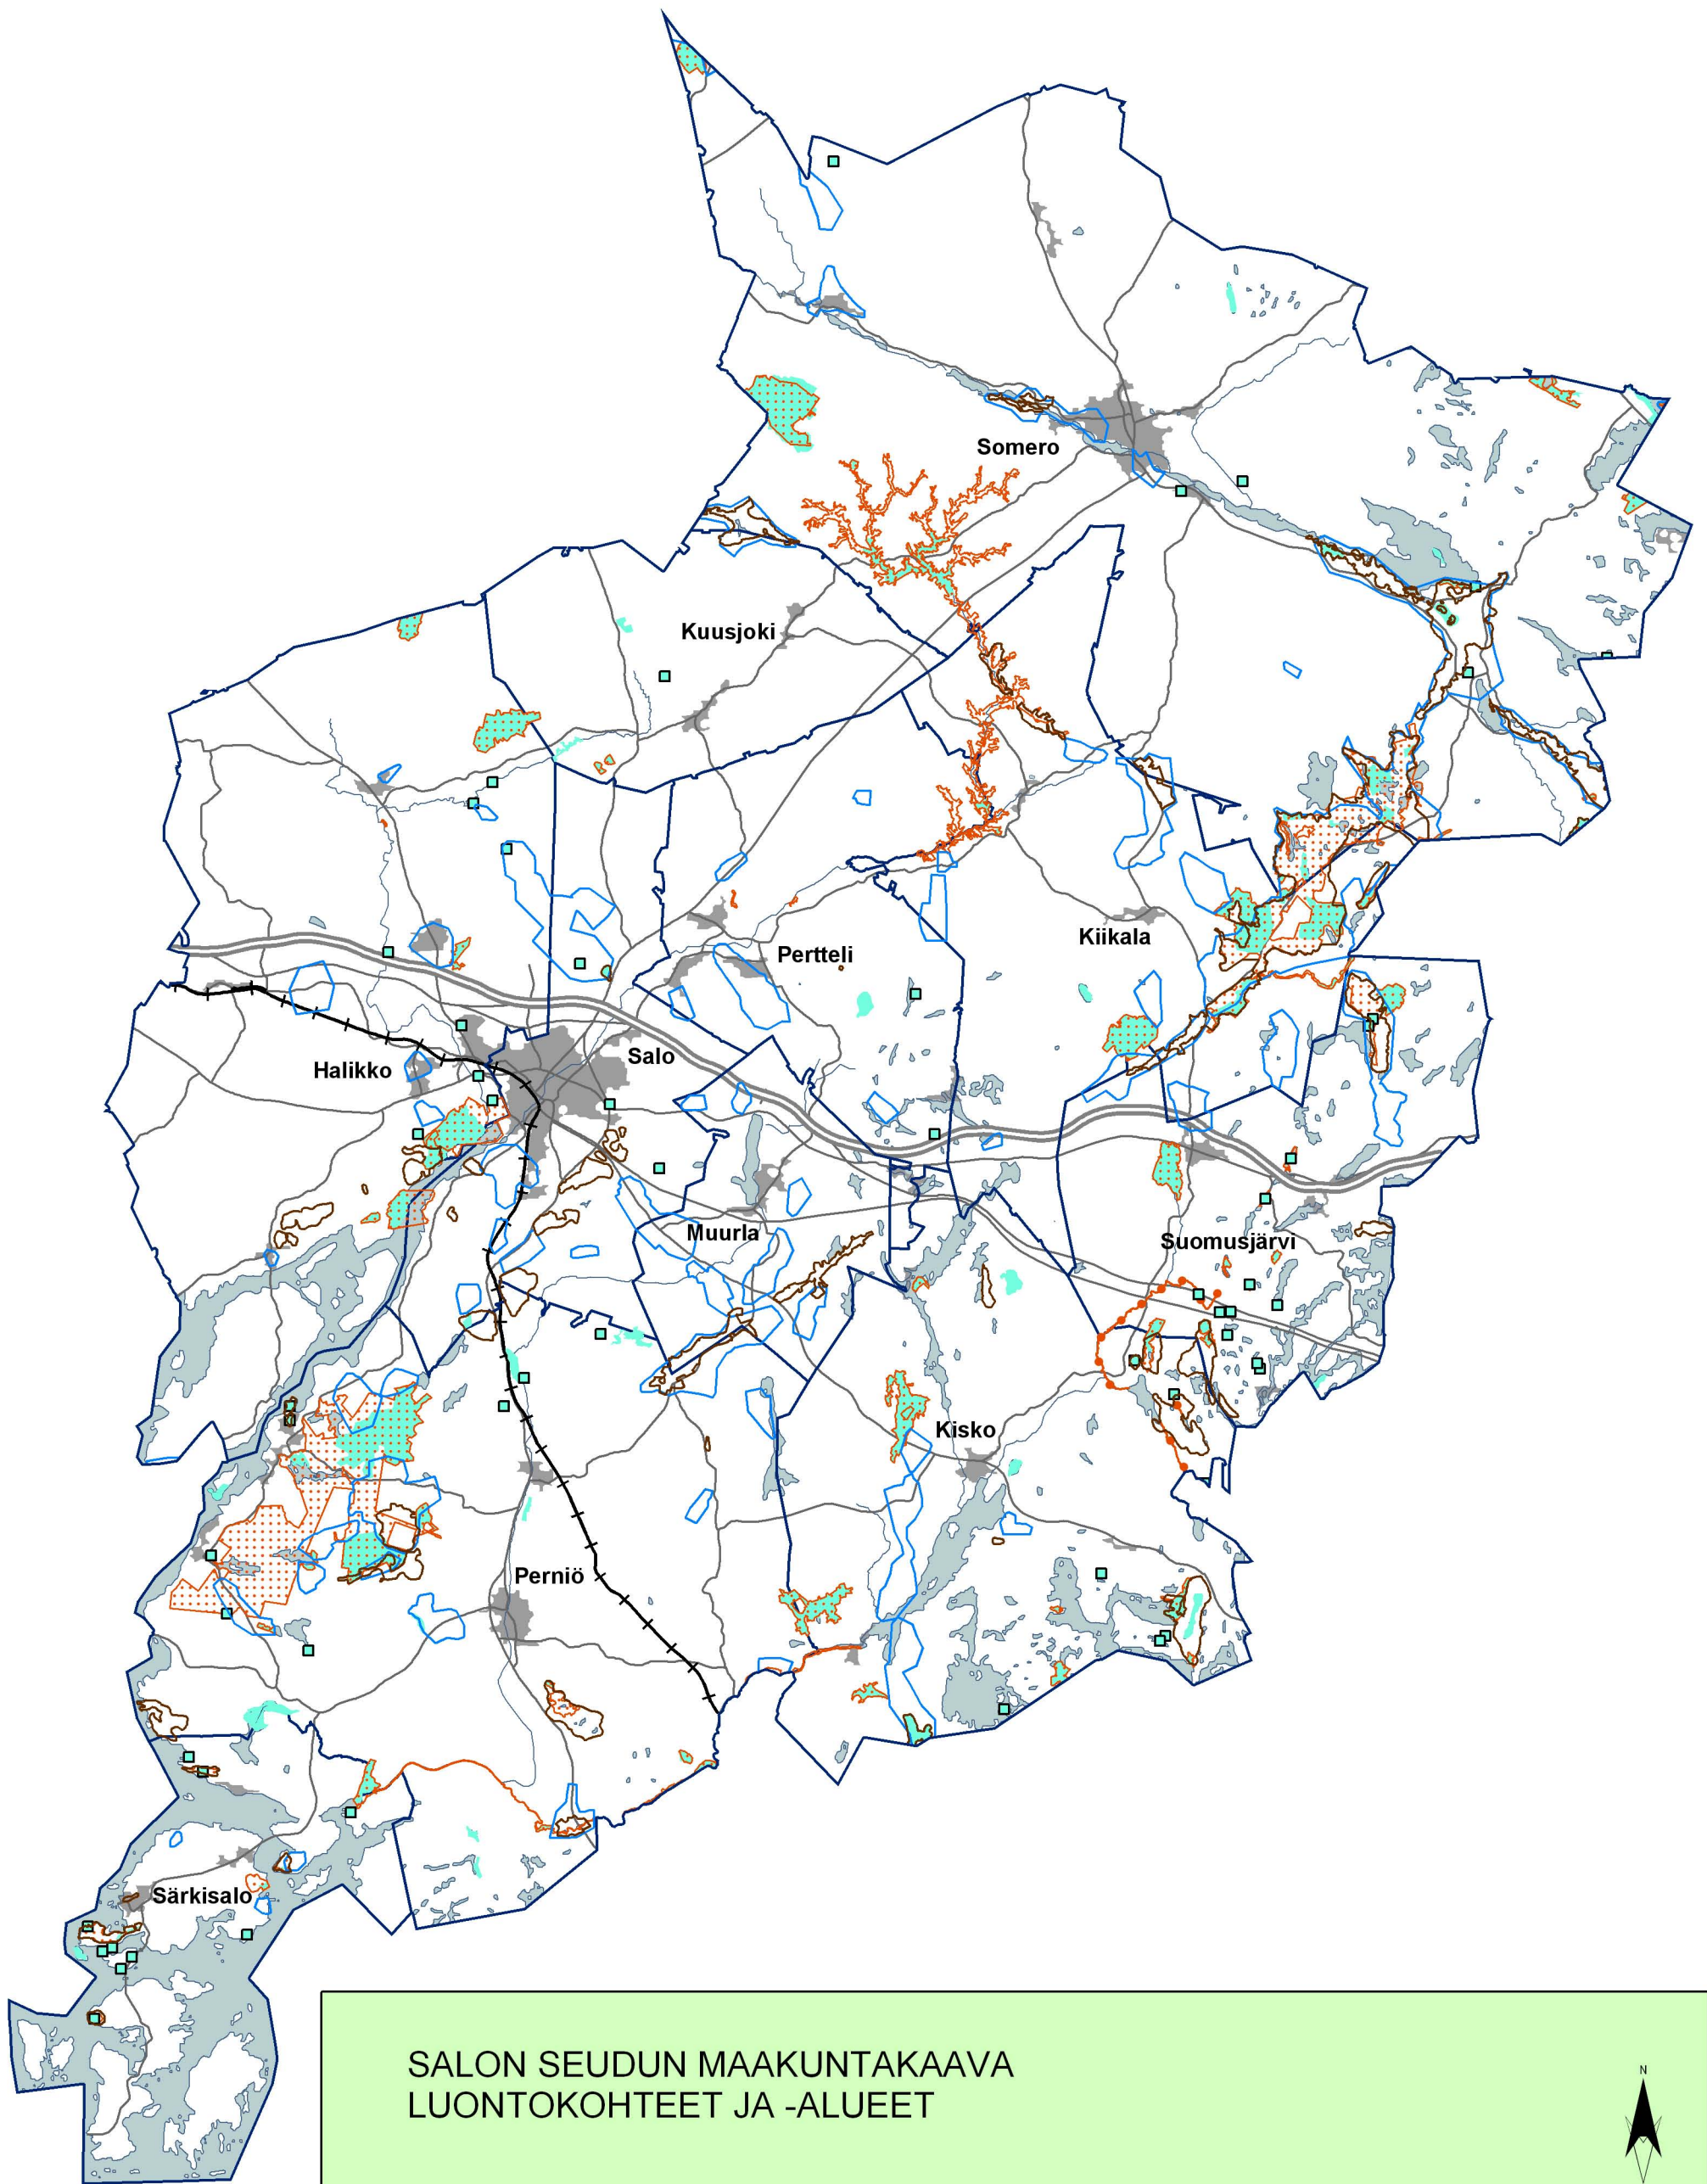 Somero
Kuusjoki
Kiikala
Pertteli
Salo
Halikko
Muurla
Suomusjärvi
Kisko
Perniö
Särkisalo
SALON SEUDUN MAAKUNTAKAAVA
LUONTOKOHTEET JA -ALUEET
N